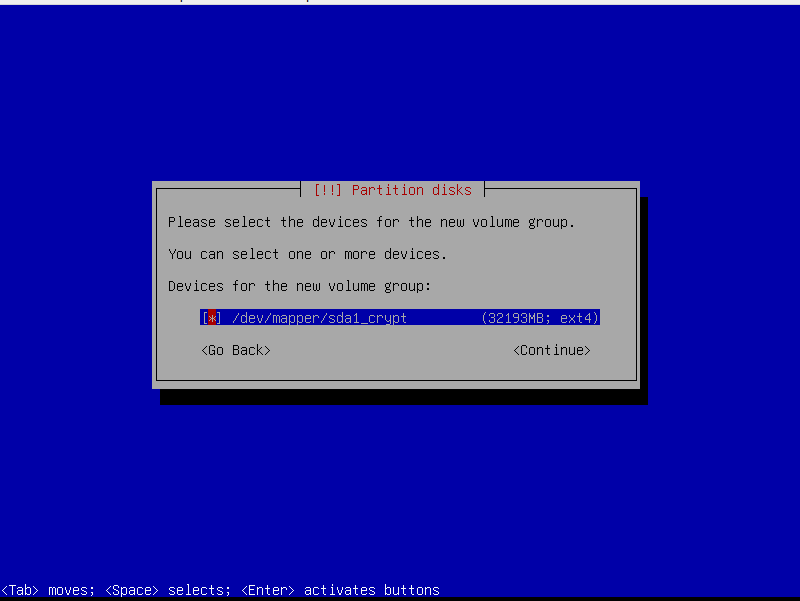 [!!] Partition disks
Please select the devices for the new volume group.
You can select one or more devices.
Devices for the new volume group:
[*] /dev/mapper/sda1_crypt (32193MB; ext4)
<Go Back> <Continue>
<Tab> moves; <Space> selects; <Enter> activates buttons